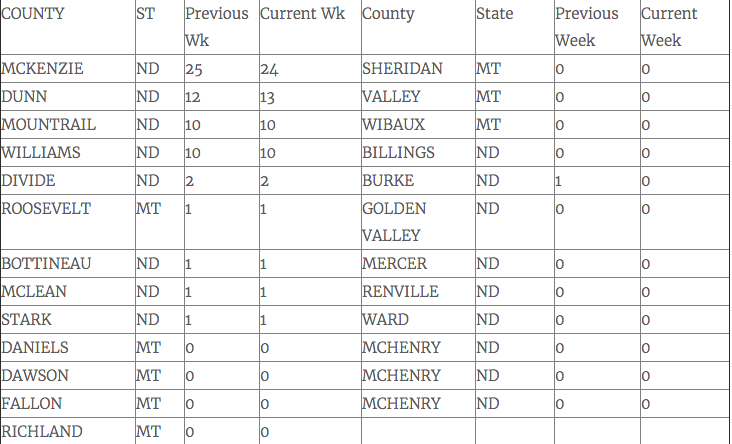 COUNTY ST Previous Wk Current Wk County State Previous Week Current Week
MCKENZIE ND 25 24 SHERIDAN MT 0 0
DUNN ND 12 13 VALLEY MT 0 0
MOUNTRAIL ND 10 10 WIBAUX MT 0 0
WILLIAMS ND 10 10 BILLINGS ND 0 0
DIVIDE ND 2 2 BURKE ND 1 0
ROOSEVELT MT 1 1 GOLDEN VALLEY ND 0 0
BOTTINEAU ND 1 1 MERCER ND 0 0
MCLEAN ND 1 1 RENVILLE ND 0 0
STARK ND 1 1 WARD ND 0 0
DANIELS MT 0 0 MCHENRY ND 0 0
DAWSON MT 0 0 MCHENRY ND 0 0
FALLON MT 0 0 MCHENRY ND 0 0
RICHLAND MT 0 0